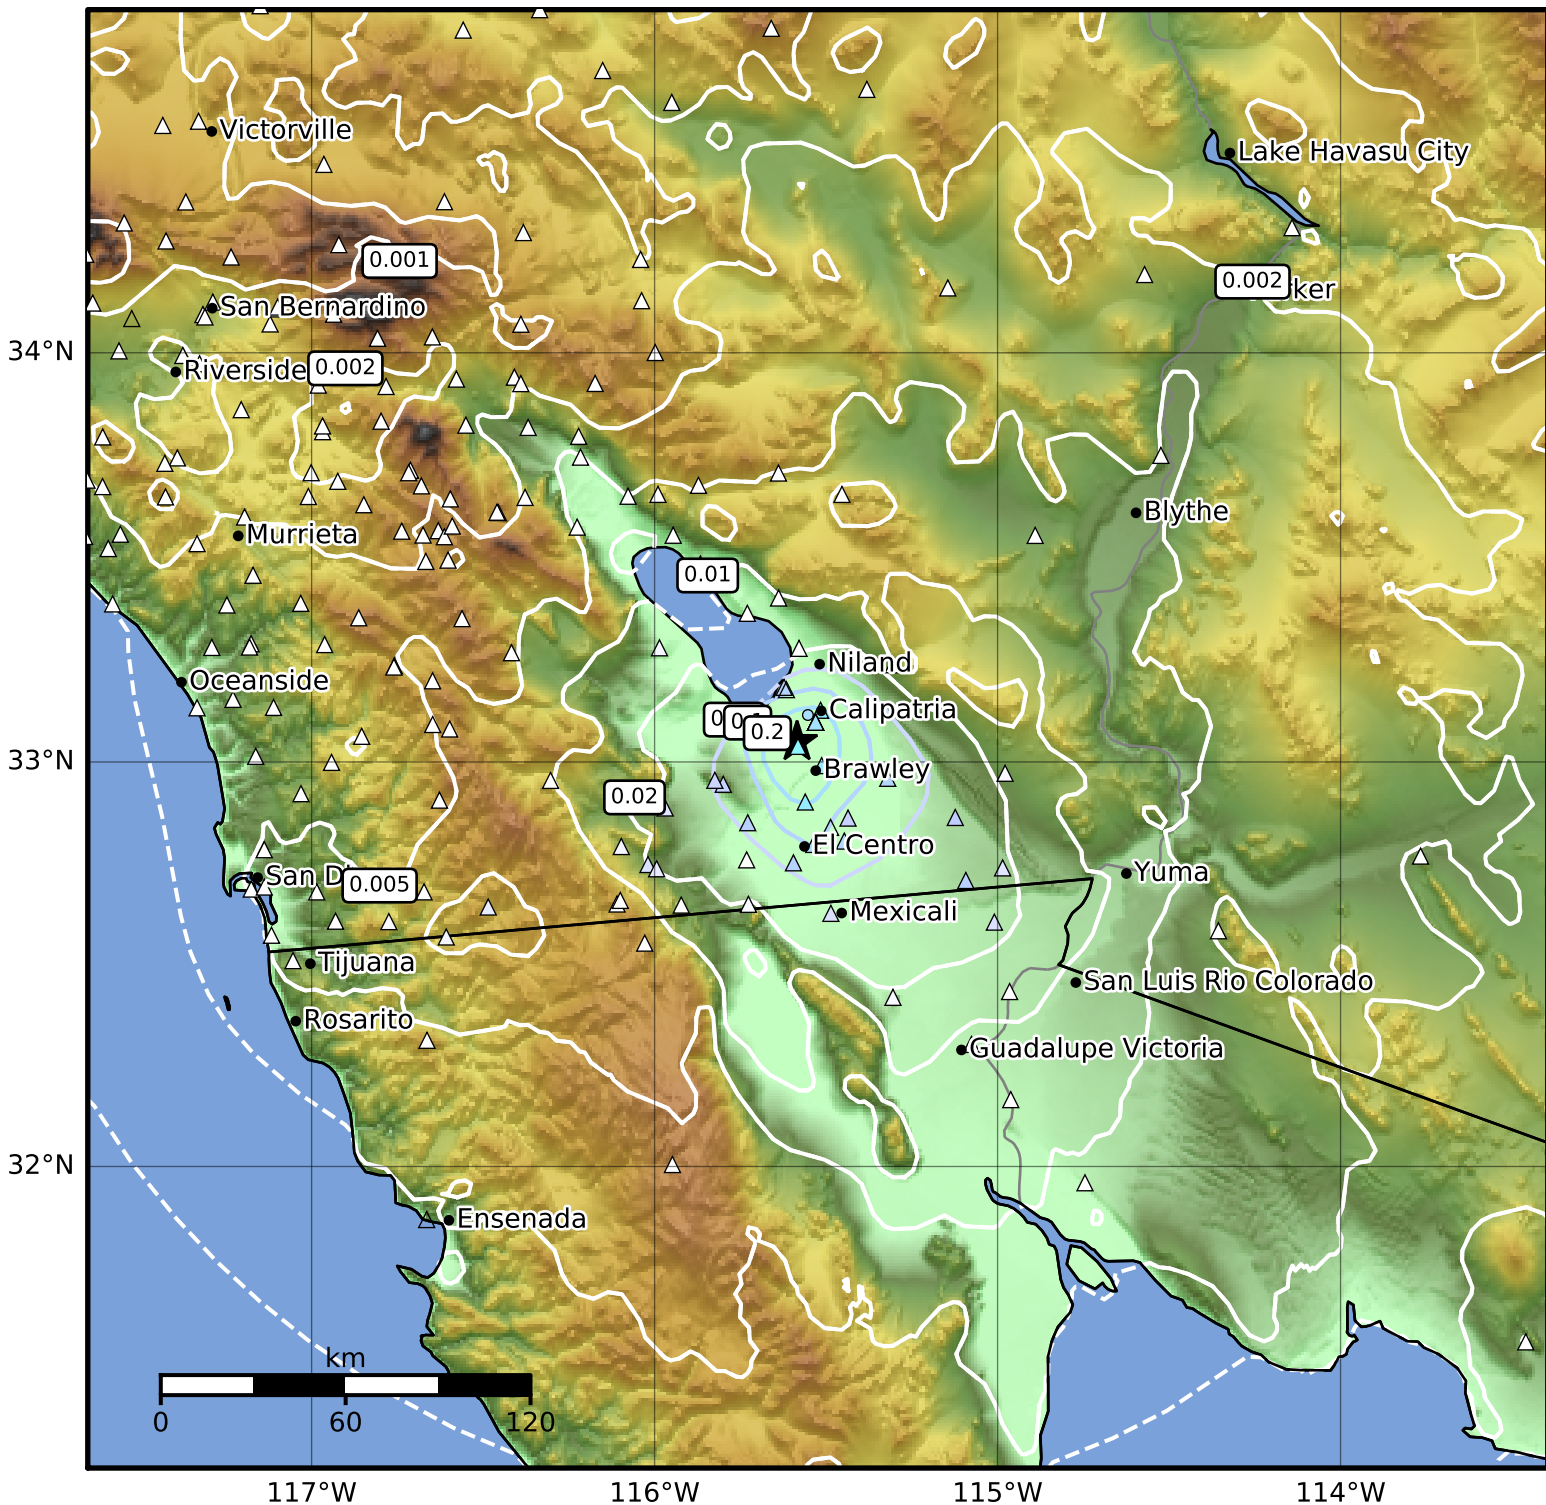 Victorville
Lake Havasu City
0.001
0.002
San Bernardino
34°N
Riverside
0.002
Blythe
Murrieta
0.01
Niland
Oceanside
Calipatria
0.2
33°N
Brawley
0.02
El Centro
Yuma
San D
0.005
Mexicali
Tijuana
San Luis Rio Colorado
Rosarito
Guadalupe Victoria
32°N
Ensenada
km
0 60 120
117°W 116°W 115°W 114°W